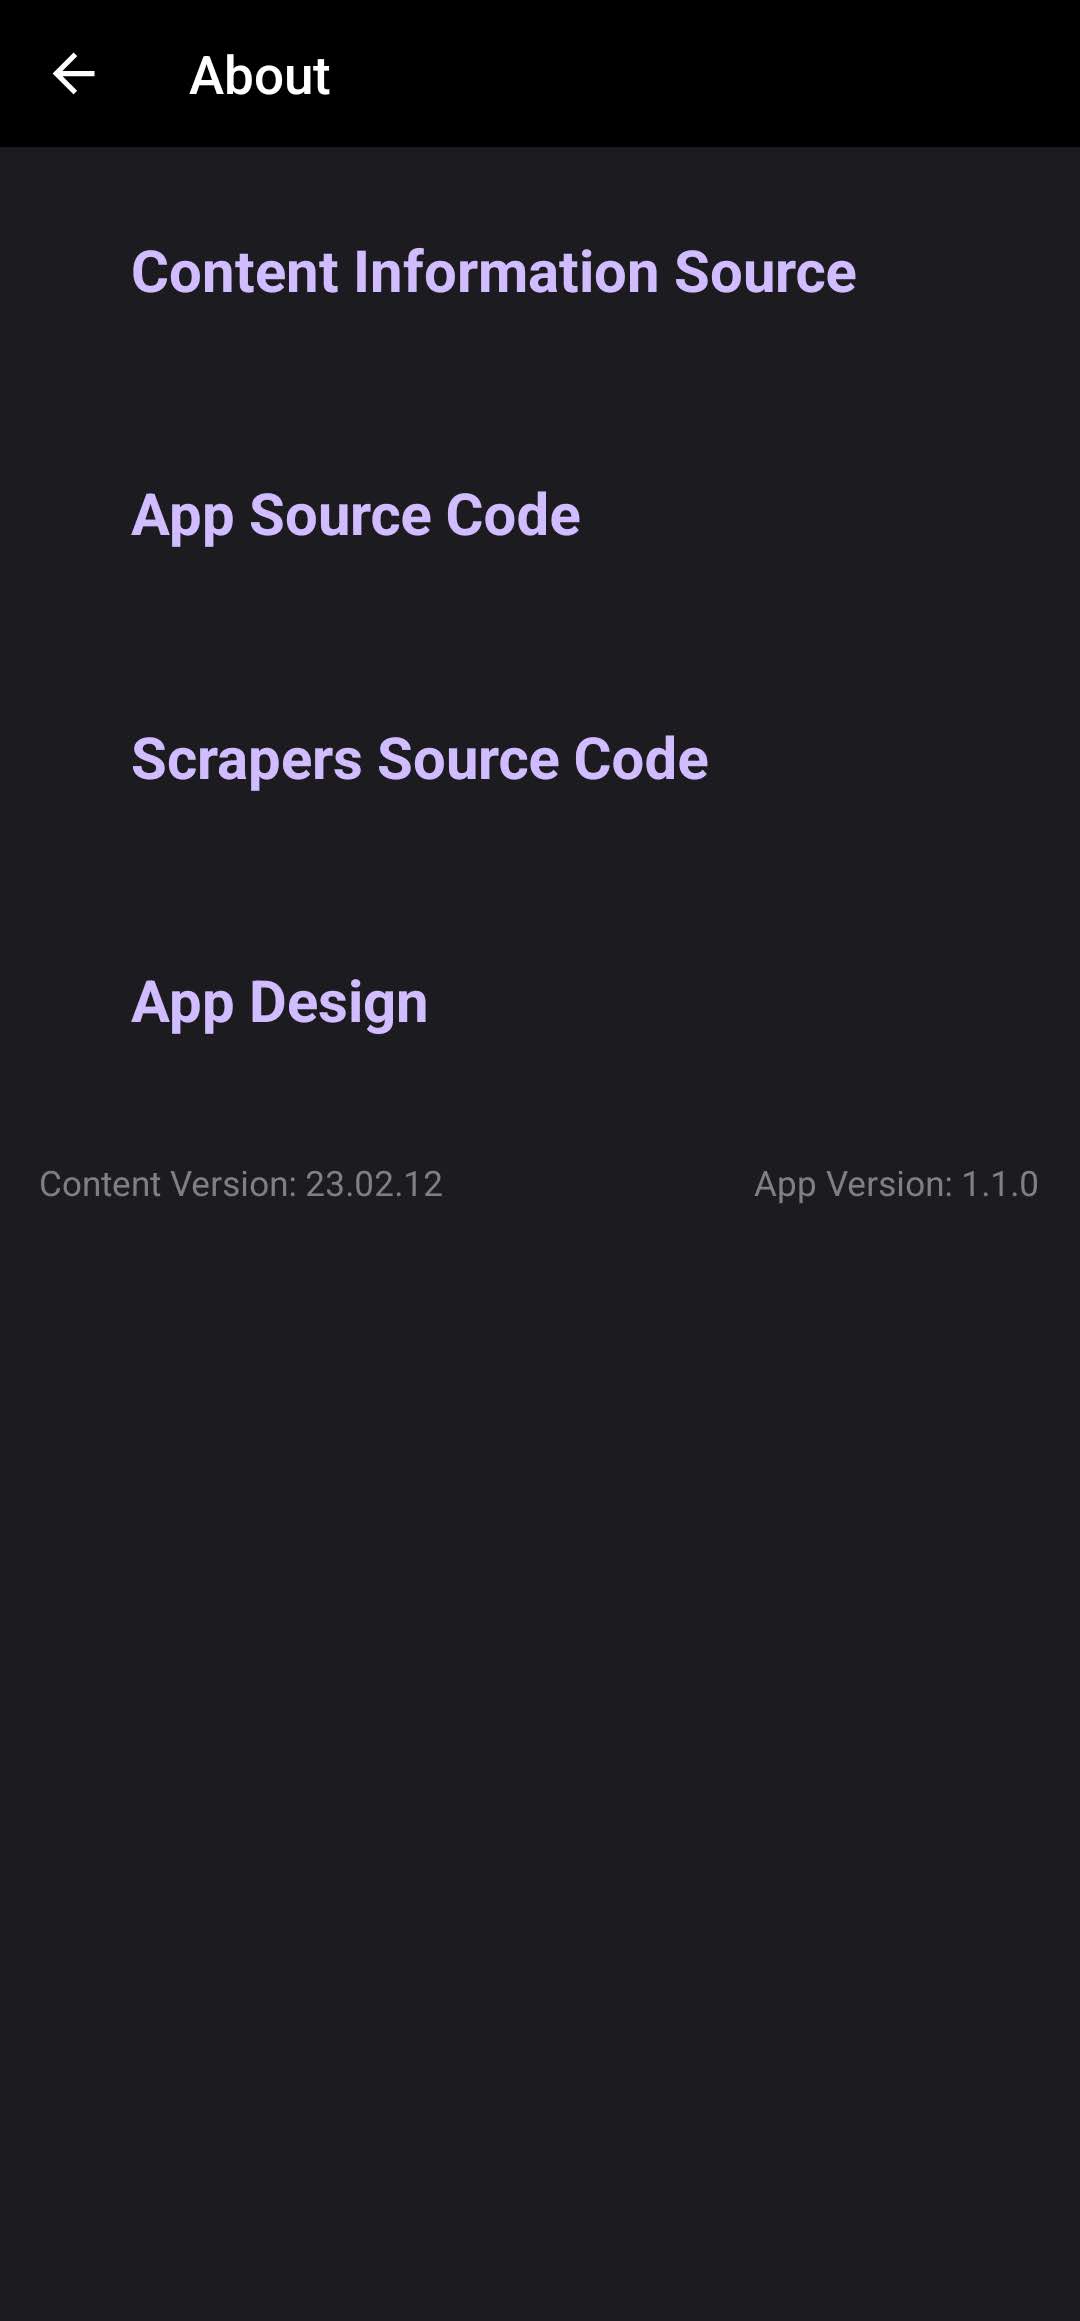 About
Content Information Source
App Source Code
Scrapers Source Code
App Design
Content Version: 23.02.12
App Version: 1.1.0